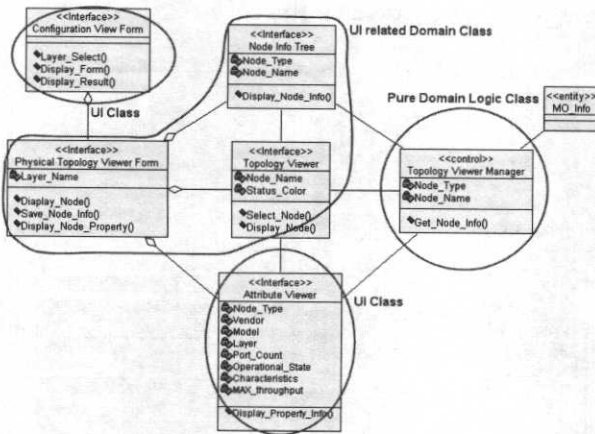 <<Interface>>
Configuration View Form
Layer_Select()
Display_Form()
Display_Result()
UI Class
<<Interface>>
Node Info Tree
Node_Type
Node_Name
Display_Node_Info()
UI related Domain Class
Pure Domain Logic Class
<<entity>>
MO_Info
<<Interface>>
Physical Topology Viewer Form
Layer_Name
Display_Node()
Save_Node_Info()
Display_Node_Property()
<<Interface>>
Topology Viewer
Node_Name
Status_Color
Select_Node()
Display_Node()
<<control>>
Topology Viewer Manager
Node_Type
Node_Name
Get_Node_Info()
<<Interface>>
Attribute Viewer
Node_Type
Vendor
Model
Layer
Port_Count
Operational_State
Characteristics
MAX_throughput
Display_Property_Info()
UI Class